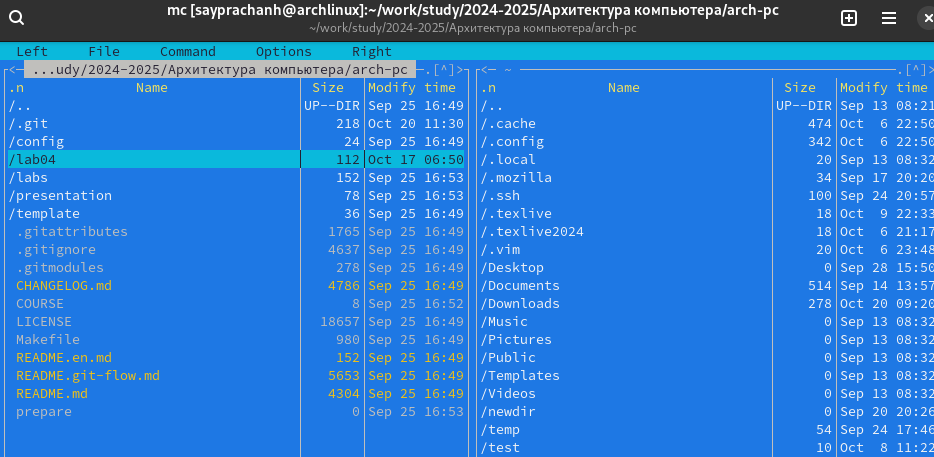 mc [sayprachanh@archlinux]:~/work/study/2024-2025/Архитектура компьютера/arch-pc
~/work/study/2024-2025/Архитектура компьютера/arch-pc
Left File Command Options Right
<─ ...udy/2024-2025/Архитектура компьютера/arch-pc ─.[^]>
.n Name Size Modify time
/.. UP--DIR Sep 25 16:49
/.git 218 Oct 20 11:30
/config 24 Sep 25 16:49
/lab04 112 Oct 17 06:50
/labs 152 Sep 25 16:53
/presentation 78 Sep 25 16:53
/template 36 Sep 25 16:49
.gitattributes 1765 Sep 25 16:49
.gitignore 4637 Sep 25 16:49
.gitmodules 278 Sep 25 16:49
CHANGELOG.md 4786 Sep 25 16:49
COURSE 8 Sep 25 16:52
LICENSE 18657 Sep 25 16:49
Makefile 980 Sep 25 16:49
README.en.md 152 Sep 25 16:49
README.git-flow.md 5653 Sep 25 16:49
README.md 4304 Sep 25 16:49
prepare 0 Sep 25 16:53
<─ ~ ─.[^]>
.n Name Size Modify time
/.. UP--DIR Sep 13 08:21
/.cache 474 Oct 6 22:50
/.config 342 Oct 6 22:50
/.local 20 Sep 13 08:32
/.mozilla 34 Sep 17 20:20
/.ssh 100 Sep 24 20:57
/.texlive 18 Oct 9 22:33
/.texlive2024 18 Oct 6 21:17
/.vim 20 Oct 6 23:48
/Desktop 0 Sep 28 15:50
/Documents 514 Sep 14 13:57
/Downloads 278 Oct 20 09:20
/Music 0 Sep 13 08:32
/Pictures 0 Sep 13 08:32
/Public 0 Sep 13 08:32
/Templates 0 Sep 13 08:32
/Videos 0 Sep 13 08:32
/newdir 0 Sep 20 20:26
/temp 54 Sep 24 17:46
/test 10 Oct 8 11:22